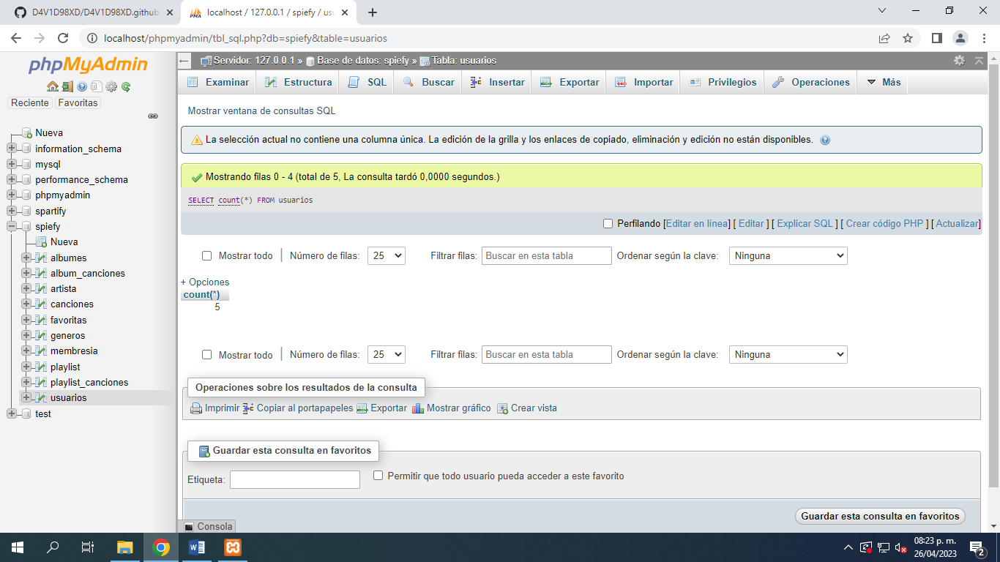 D4V1D98XD/D4V1D98XD.github
localhost / 127.0.0.1 / spiefy / usu
localhost/phpmyadmin/tbl_sql.php?db=spiefy&table=usuarios
phpMyAdmin
Reciente Favoritas
Nueva
information_schema
mysql
performance_schema
phpmyadmin
spartify
spiefy
Nueva
albumes
album_canciones
artista
canciones
favoritas
generos
membresia
playlist
playlist_canciones
usuarios
test
Servidor: 127.0.0.1 » Base de datos: spiefy » Tabla: usuarios
Examinar Estructura SQL Buscar Insertar Exportar Importar Privilegios Operaciones Más
Mostrar ventana de consultas SQL
La selección actual no contiene una columna única. La edición de la grilla y los enlaces de copiado, eliminación y edición no están disponibles.
Mostrando filas 0 - 4 (total de 5, La consulta tardó 0,0000 segundos.)
SELECT count(*) FROM usuarios
Perfilando [Editar en línea] [ Editar ] [ Explicar SQL ] [ Crear código PHP ] [ Actualizar]
Mostrar todo | Número de filas: 25 Filtrar filas: Buscar en esta tabla Ordenar según la clave: Ninguna
+ Opciones
count(*)
5
Mostrar todo | Número de filas: 25 Filtrar filas: Buscar en esta tabla Ordenar según la clave: Ninguna
Operaciones sobre los resultados de la consulta
Imprimir Copiar al portapapeles Exportar Mostrar gráfico Crear vista
Guardar esta consulta en favoritos
Etiqueta: Permitir que todo usuario pueda acceder a este favorito
Guardar esta consulta en favoritos
Consola
08:23 p. m.
26/04/2023
2